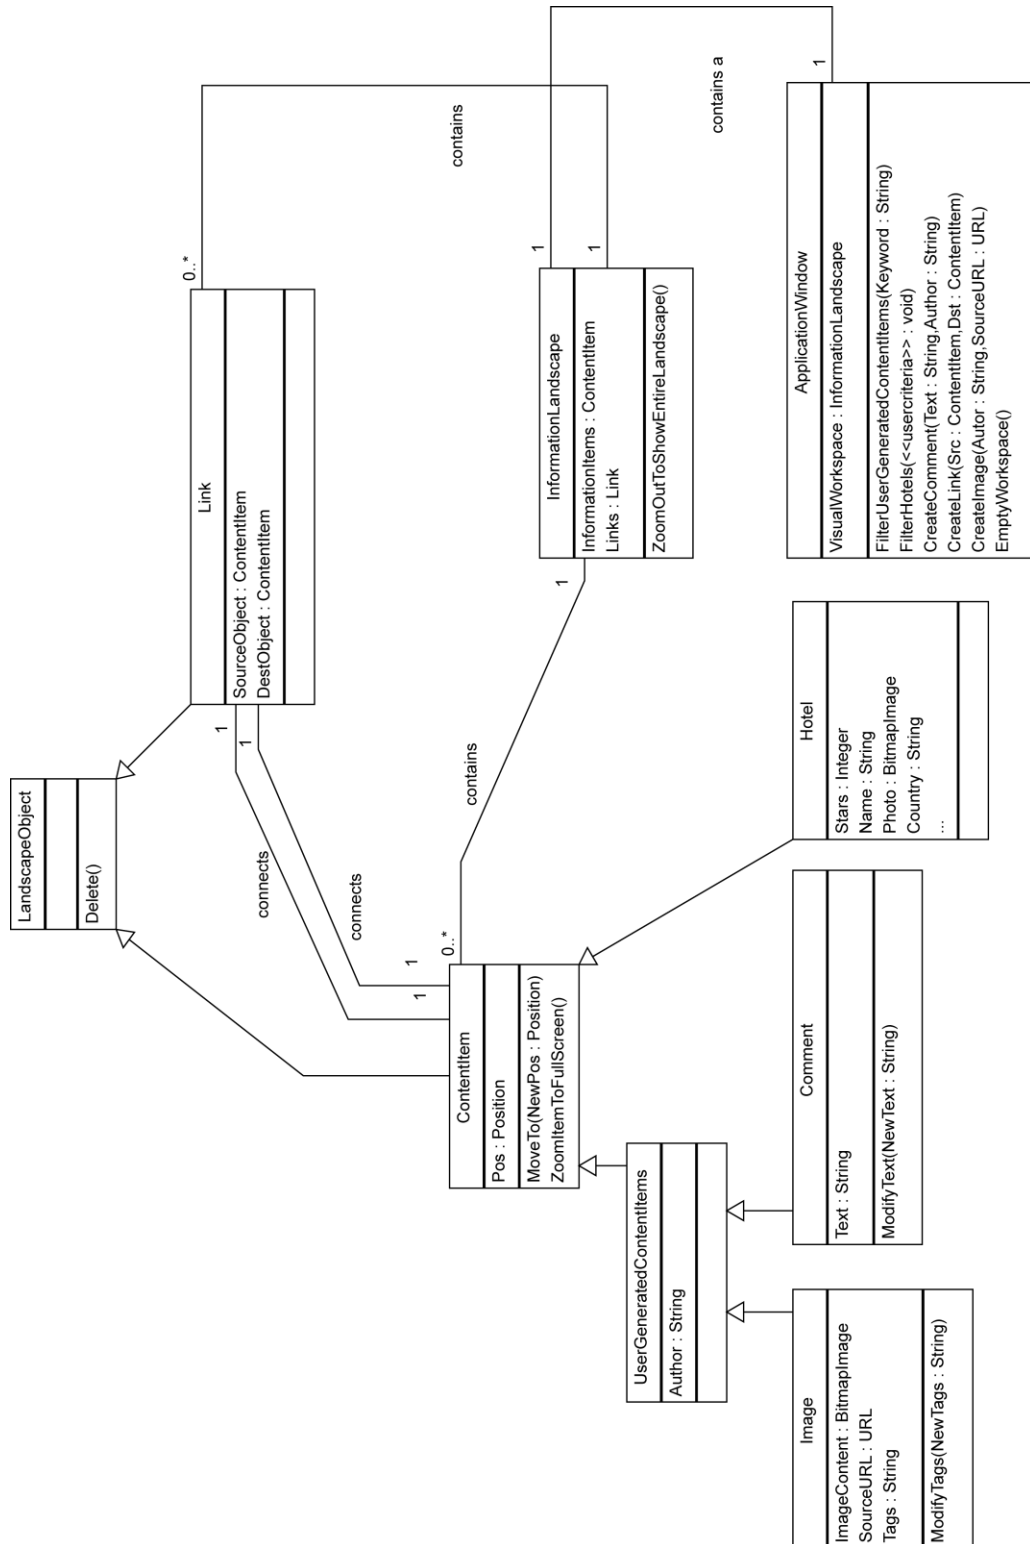 LandscapeObject
Delete()
Link
SourceObject : ContentItem
DestObject : ContentItem
0..*
1
1
connects
connects
1
1
contains
ContentItem
Pos : Position
MoveTo(NewPos : Position)
ZoomItemToFullScreen()
0..*
contains
1
InformationLandscape
InformationItems : ContentItem
Links : Link
ZoomOutToShowEntireLandscape()
1
1
contains a
1
UserGeneratedContentItems
Author : String
Image
ImageContent : BitmapImage
SourceURL : URL
Tags : String
ModifyTags(NewTags : String)
Comment
Text : String
ModifyText(NewText : String)
Hotel
Stars : Integer
Name : String
Photo : BitmapImage
Country : String
...
ApplicationWindow
VisualWorkspace : InformationLandscape
FilterUserGeneratedContentItems(Keyword : String)
FilterHotels(<<usercriteria>> : void)
CreateComment(Text : String,Author : String)
CreateLink(Src : ContentItem,Dst : ContentItem)
CreateImage(Autor : String,SourceURL : URL)
EmptyWorkspace()